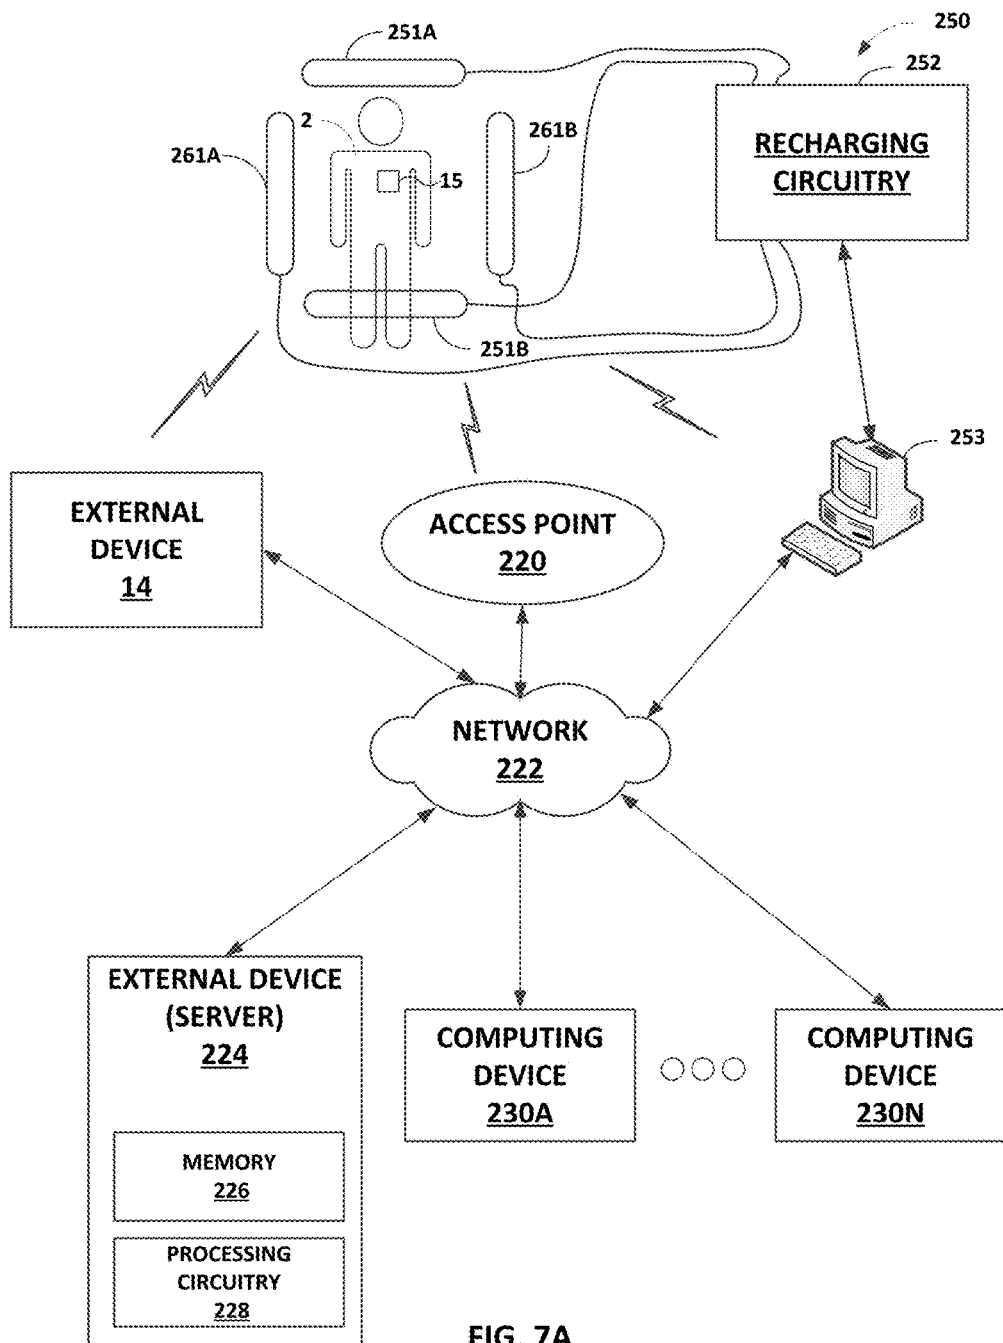 250
251A
252
2
261A
261B
15
RECHARGING
CIRCUITRY
251B
253
EXTERNAL
DEVICE
14
ACCESS POINT
220
NETWORK
222
EXTERNAL DEVICE
(SERVER)
224
COMPUTING
DEVICE
230A
COMPUTING
DEVICE
230N
MEMORY
226
PROCESSING
CIRCUITRY
228
FIG. 7A